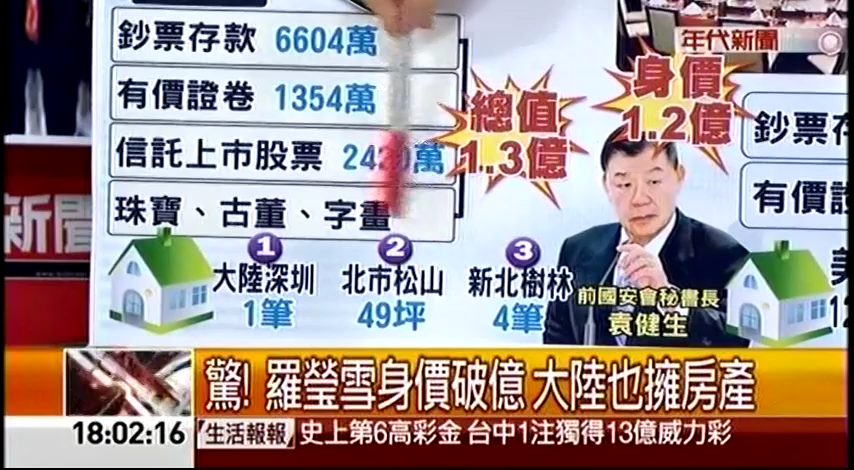 鈔票存款 6604萬
有價證卷 1354萬
信託上市股票 24
萬
珠寶、古董、字畫
總值
1.3億
年代新聞
身價
1.2億
鈔票存
有價證
① 大陸深圳
1筆
② 北市松山
49坪
③ 新北樹林
4筆
前國安會秘書長
袁健生
新聞
驚! 羅瑩雪身價破億 大陸也擁房產
18:02:16
生活報報
史上第6高彩金 台中1注獨得13億威力彩